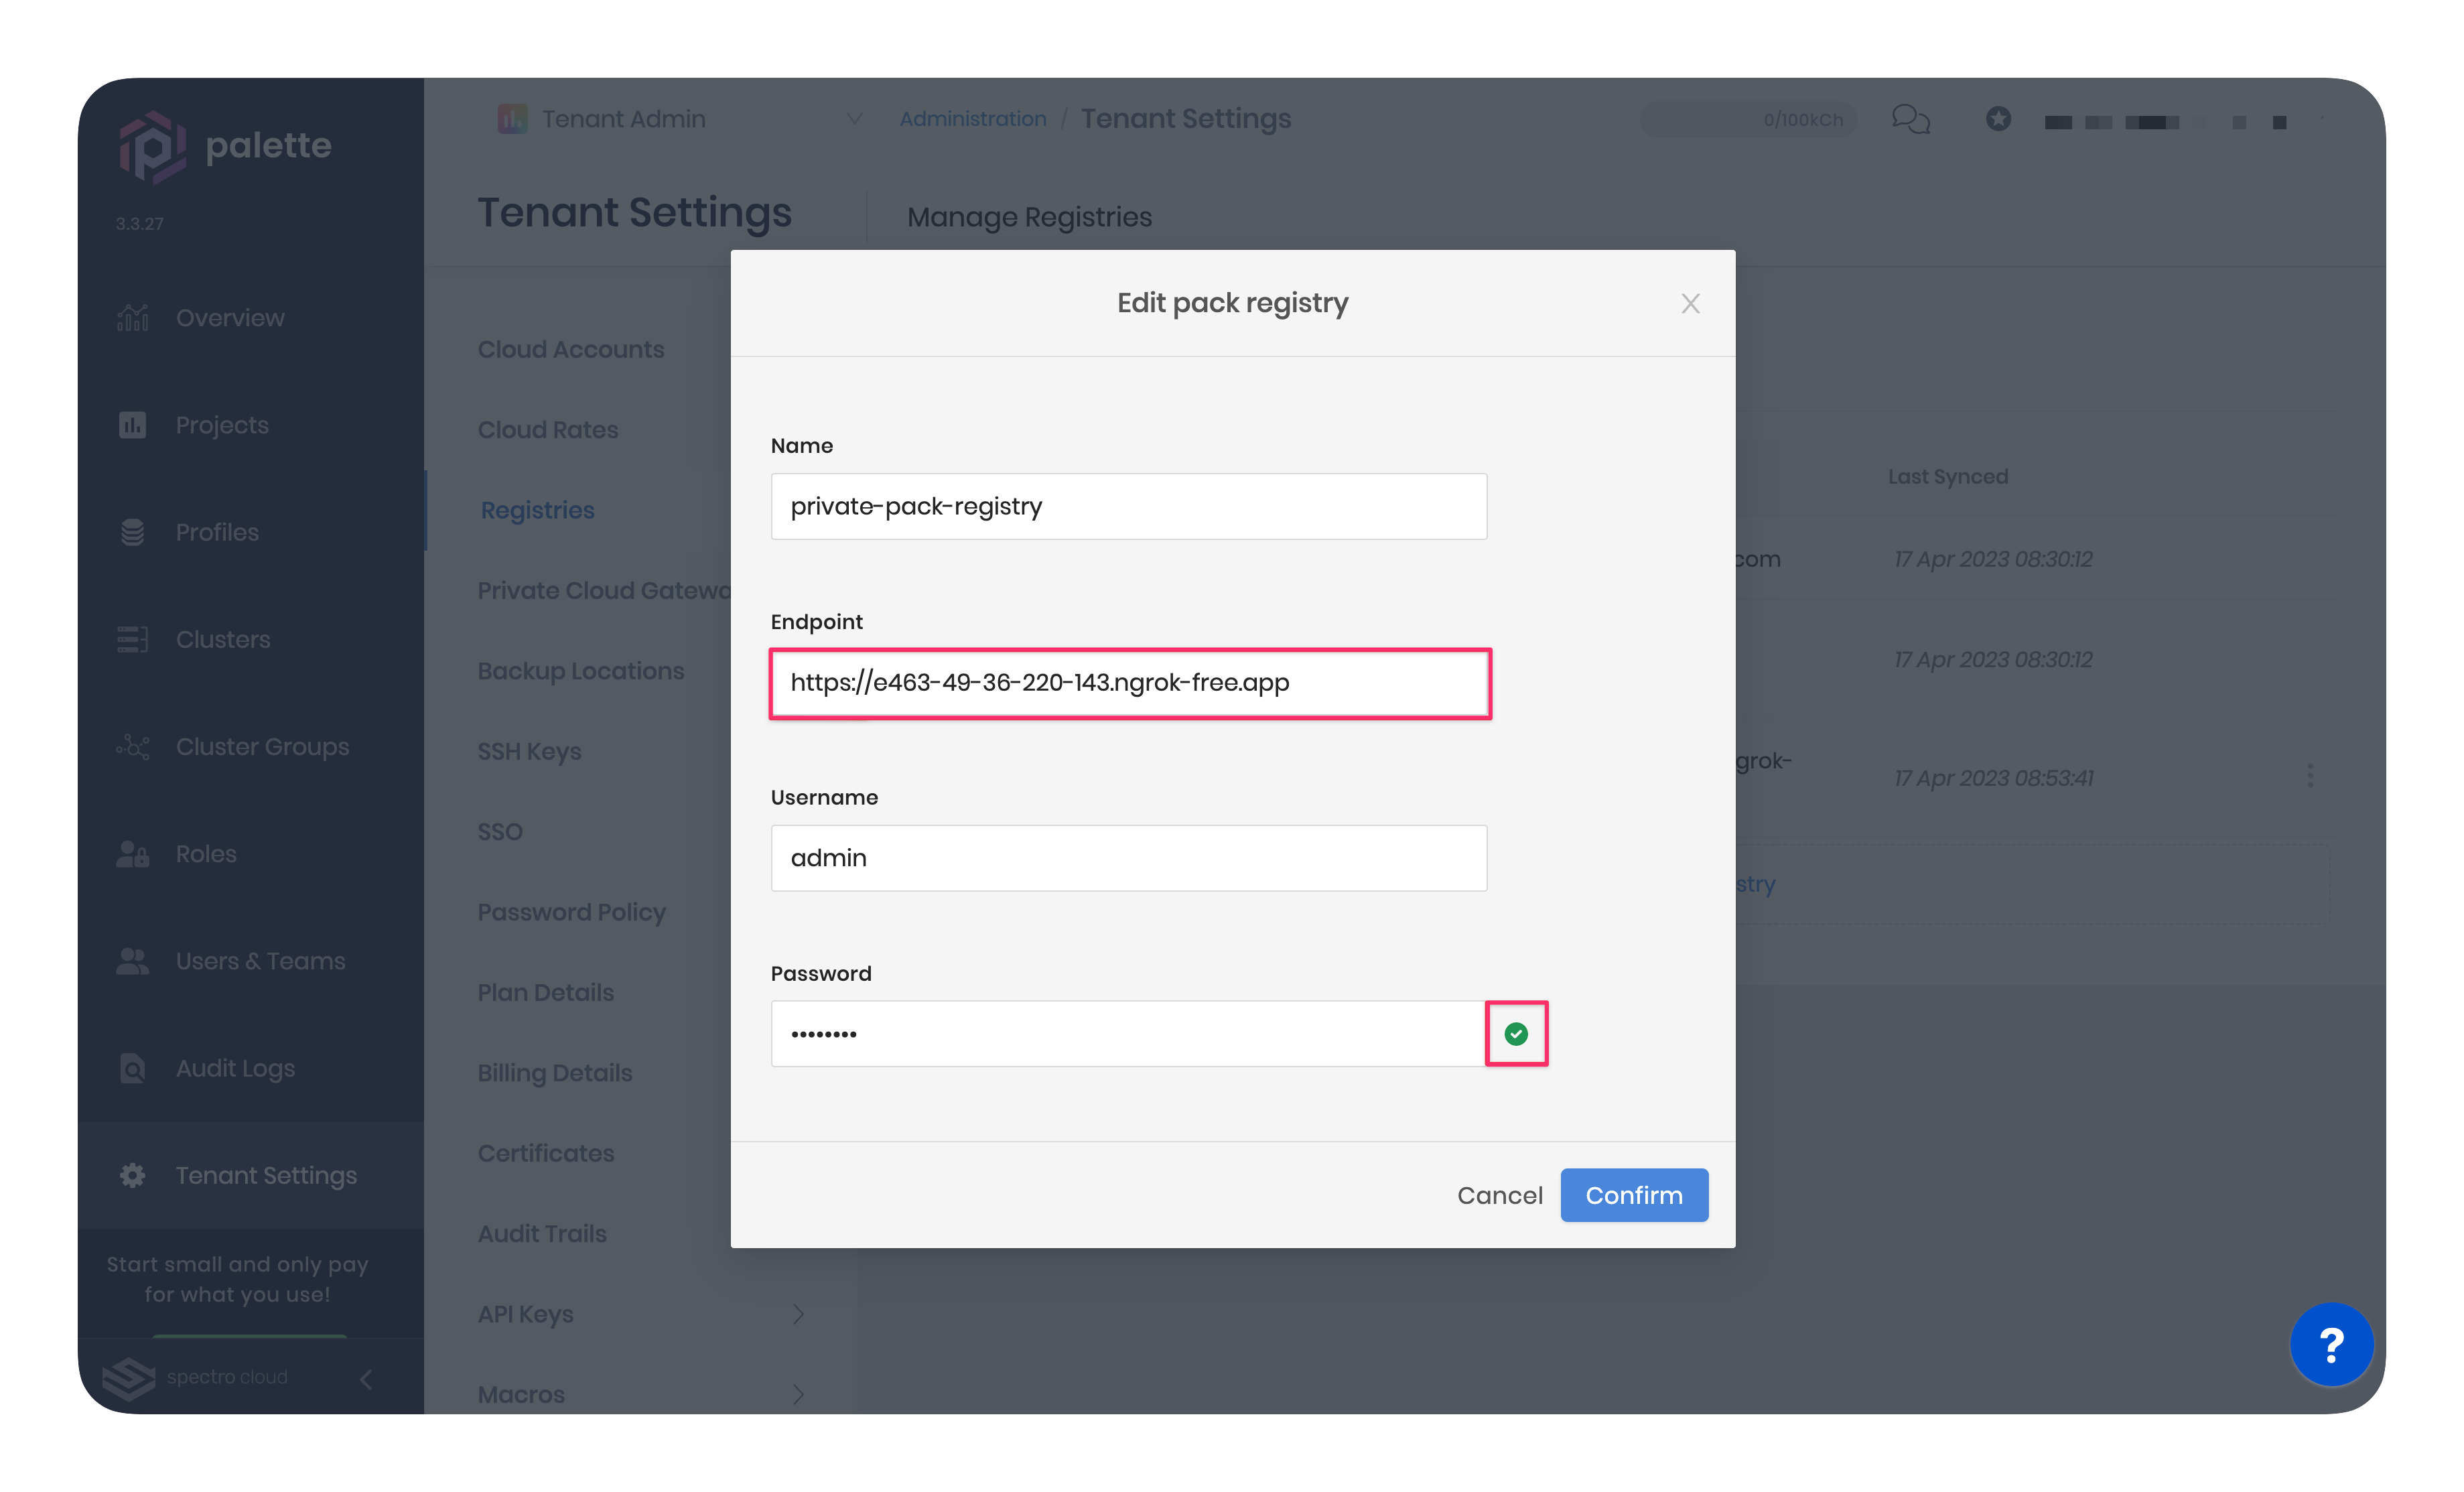 palette
3.3.27
Overview
Projects
Profiles
Clusters
Cluster Groups
Roles
Users & Teams
Audit Logs
Tenant Settings
Start small and only pay
for what you use!
spectro cloud
Tenant Admin
Administration / Tenant Settings
0/100kCh
Tenant Settings
Manage Registries
Cloud Accounts
Cloud Rates
Registries
Private Cloud Gatewa
Backup Locations
SSH Keys
SSO
Password Policy
Plan Details
Billing Details
Certificates
Audit Trails
API Keys
Macros
Last Synced
com
17 Apr 2023 08:30:12
17 Apr 2023 08:30:12
grok-
17 Apr 2023 08:53:41
stry
Edit pack registry
Name
private-pack-registry
Endpoint
https://e463-49-36-220-143.ngrok-free.app
Username
admin
Password
••••••••
Cancel
Confirm
?